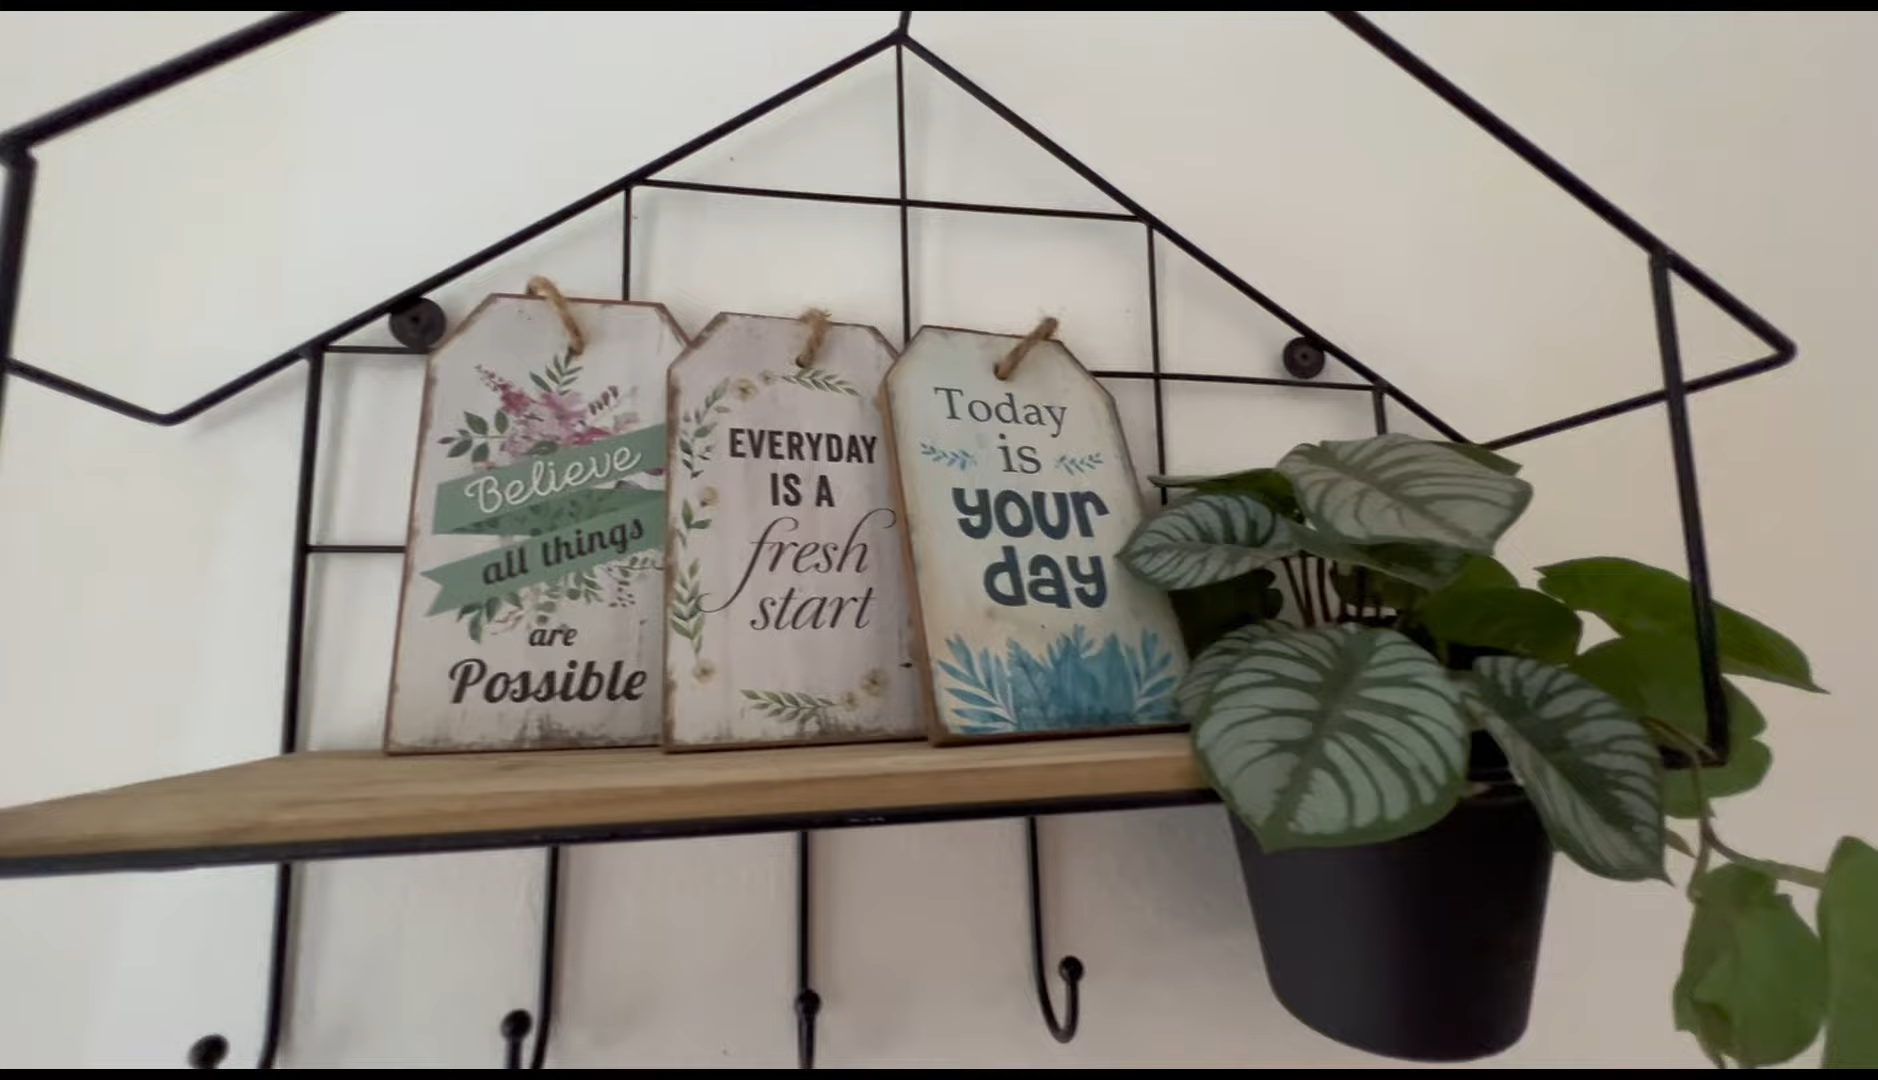 Believe
all things
are
Possible
EVERYDAY
IS A
fresh
start
Today
is
your
day